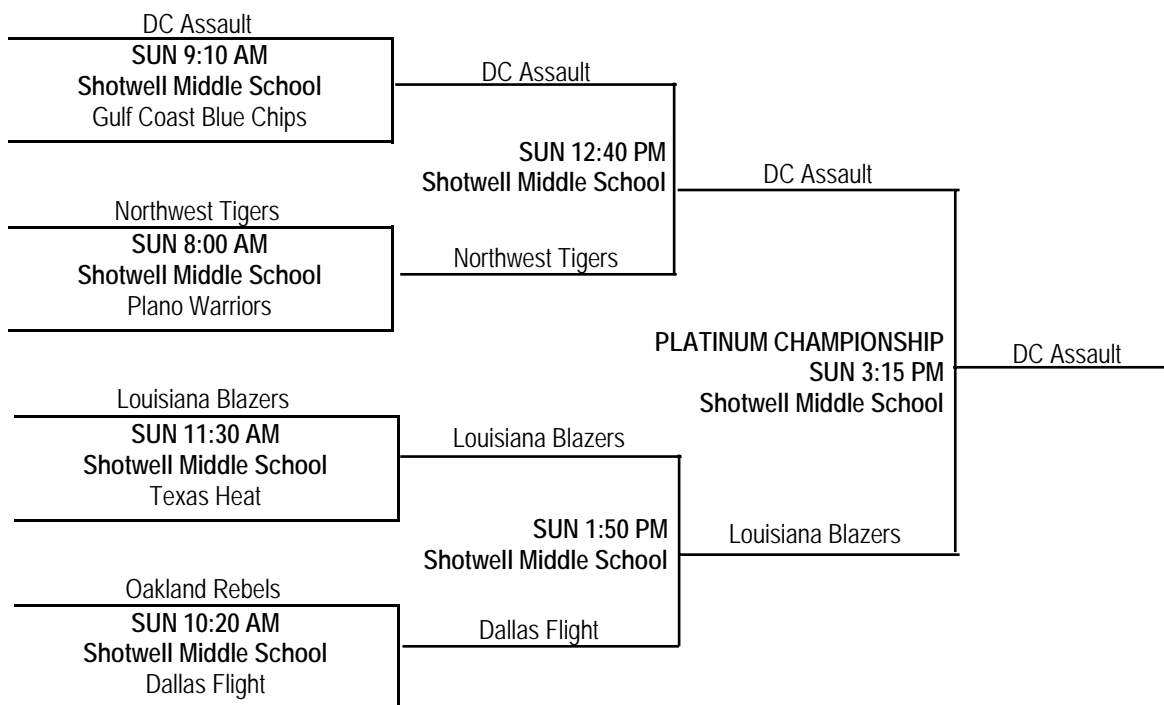 DC Assault
SUN 9:10 AM
Shotwell Middle School
Gulf Coast Blue Chips
Northwest Tigers
SUN 8:00 AM
Shotwell Middle School
Plano Warriors
Louisiana Blazers
SUN 11:30 AM
Shotwell Middle School
Texas Heat
Oakland Rebels
SUN 10:20 AM
Shotwell Middle School
Dallas Flight
DC Assault
SUN 12:40 PM
Shotwell Middle School
Northwest Tigers
Louisiana Blazers
SUN 1:50 PM
Shotwell Middle School
Dallas Flight
DC Assault
PLATINUM CHAMPIONSHIP
SUN 3:15 PM
Shotwell Middle School
Louisiana Blazers
DC Assault